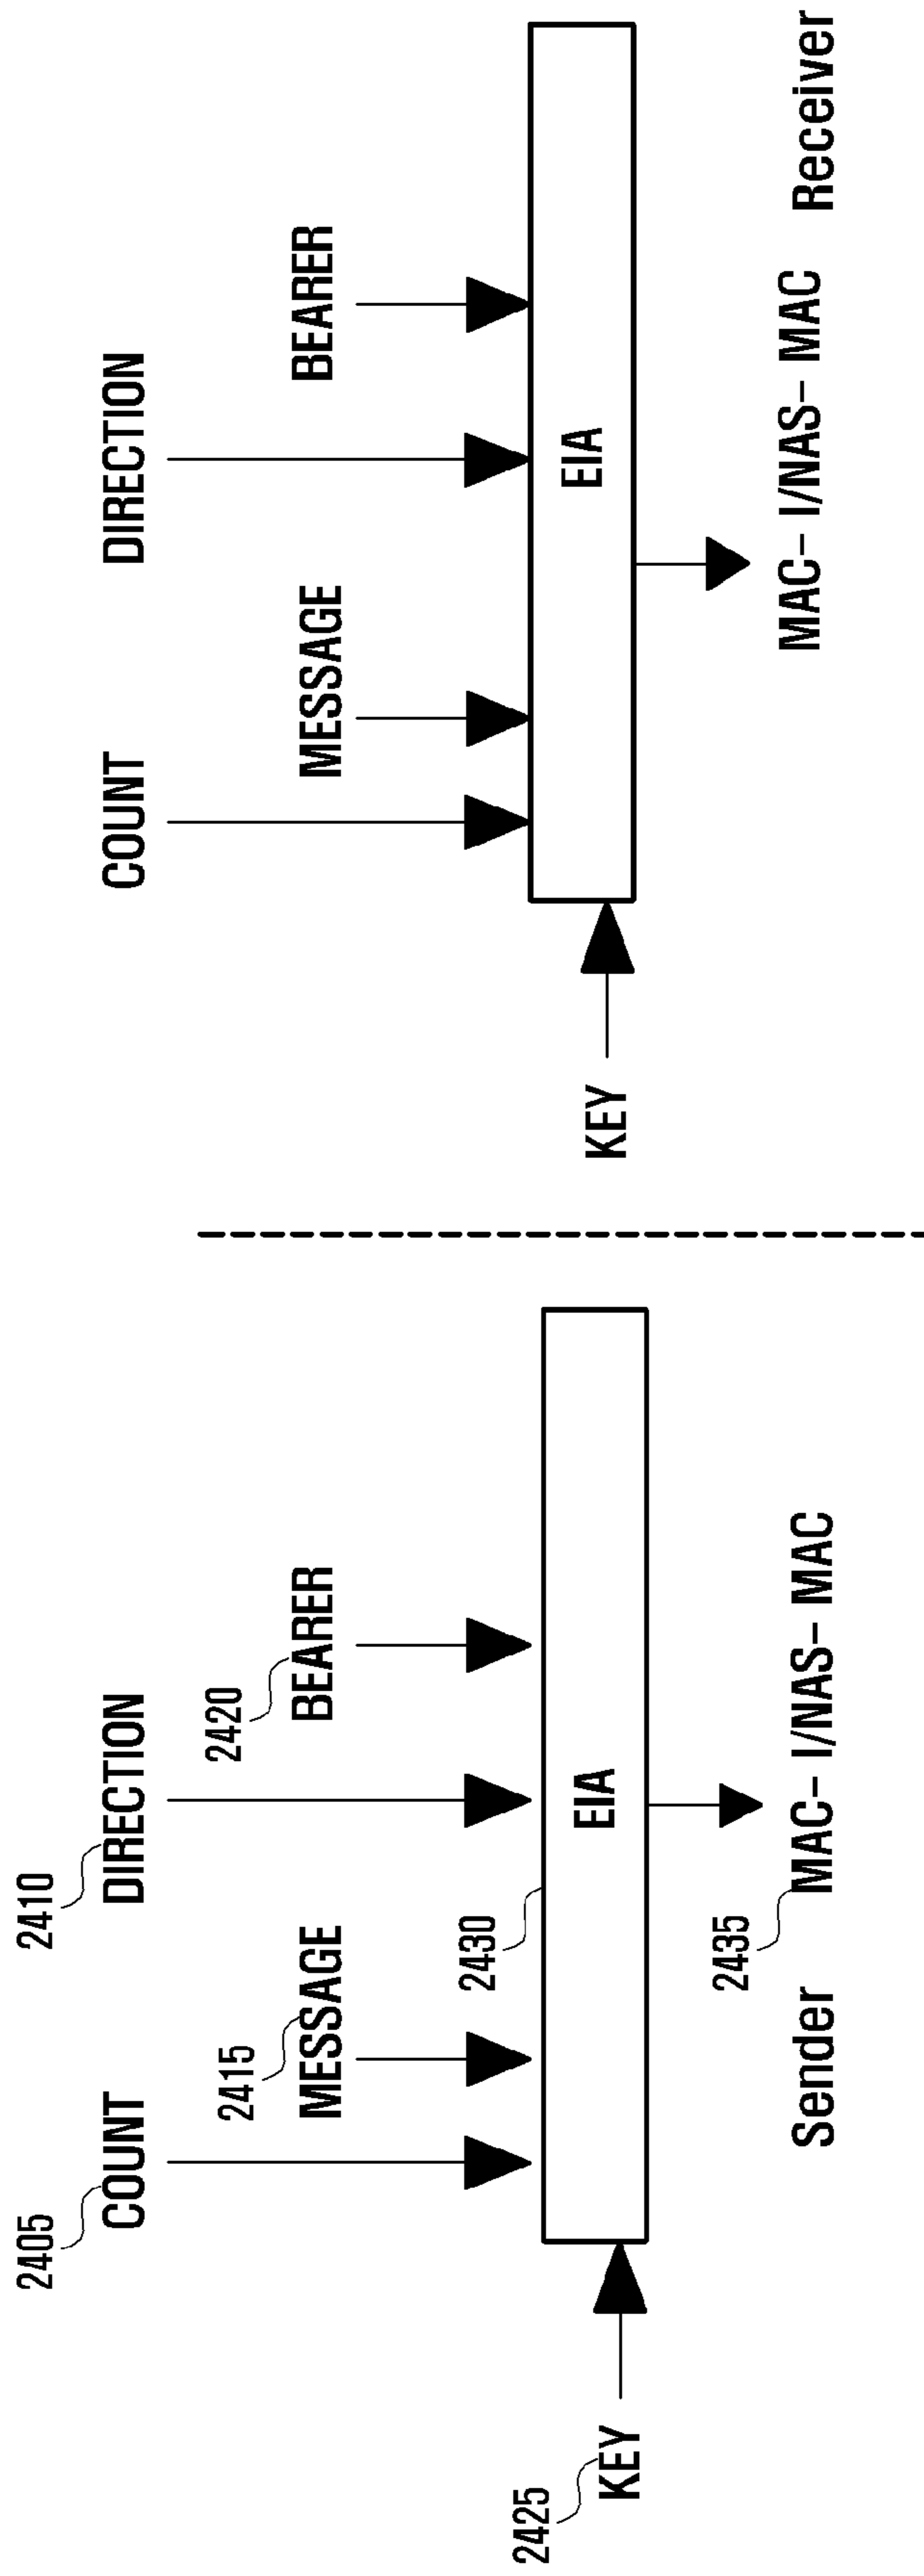 2405
COUNT
2410
DIRECTION
2415
MESSAGE
2420
BEARER
2425
KEY
2430
EIA
2435
MAC- I/NAS- MAC
Sender
COUNT
DIRECTION
MESSAGE
BEARER
KEY
EIA
MAC- I/NAS- MAC
Receiver